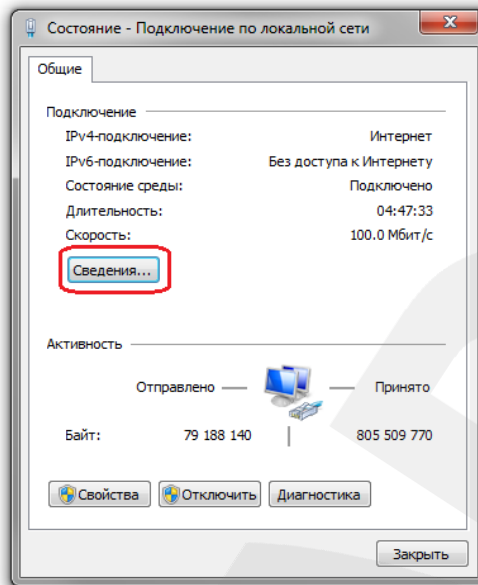 Состояние - Подключение по локальной сети
Общие
Подключение
IPv4-подключение: Интернет
IPv6-подключение: Без доступа к Интернету
Состояние среды: Подключено
Длительность: 04:47:33
Скорость: 100.0 Мбит/с
Сведения...
Активность
Отправлено — Принято
Байт: 79 188 140 | 805 509 770
Свойства Отключить Диагностика
Закрыть